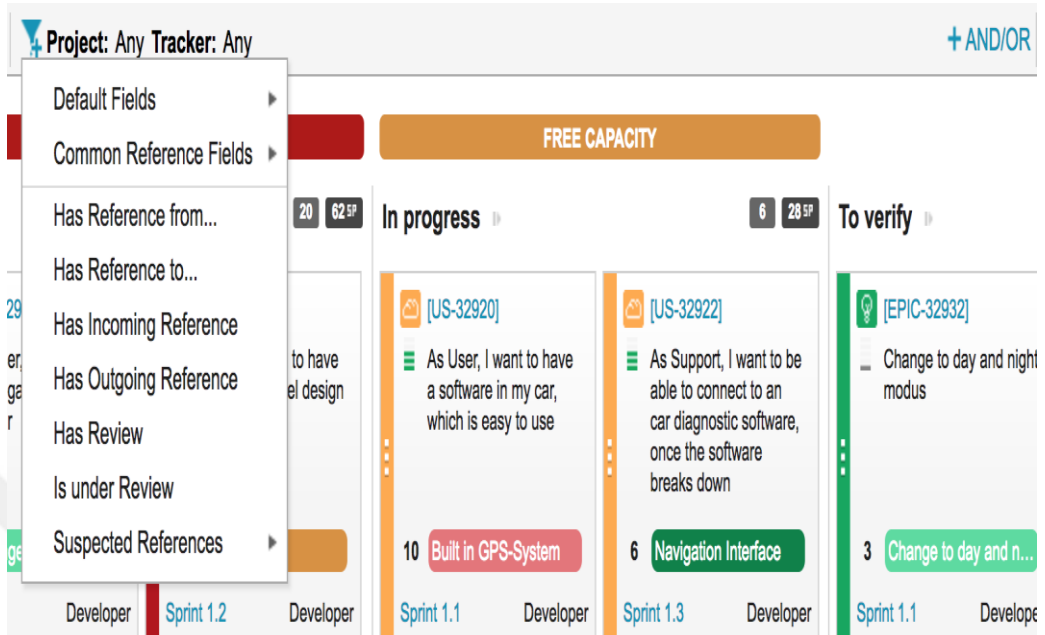 Project: Any Tracker: Any
+ AND/OR
Default Fields
Common Reference Fields
Has Reference from...
Has Reference to...
Has Incoming Reference
Has Outgoing Reference
Has Review
Is under Review
Suspected References
FREE CAPACITY
20 62 SP
In progress
6 28 SP
To verify
29
er,
ga
r
to have
el design
ge
Developer
Sprint 1.2 Developer
[US-32920]
As User, I want to have
a software in my car,
which is easy to use
10 Built in GPS-System
Sprint 1.1 Developer
[US-32922]
As Support, I want to be
able to connect to an
car diagnostic software,
once the software
breaks down
6 Navigation Interface
Sprint 1.3 Developer
[EPIC-32932]
Change to day and night
modus
3 Change to day and n...
Sprint 1.1 Develope